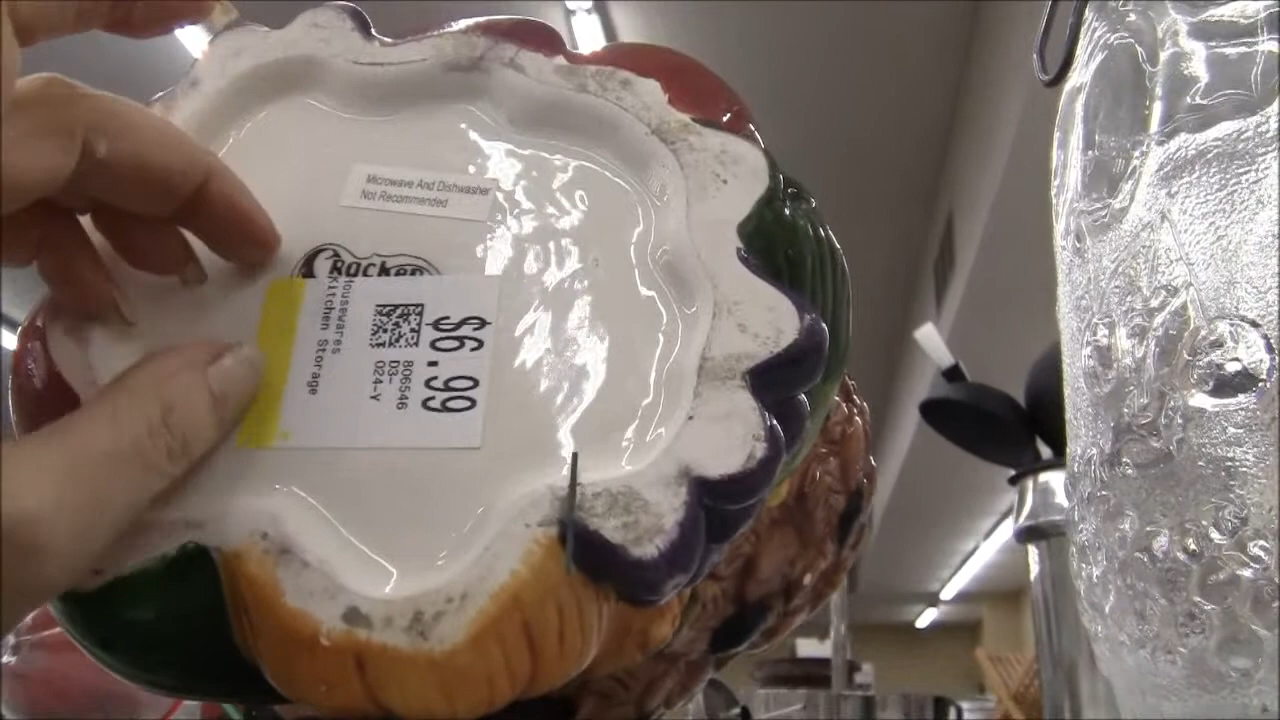 Microwave And Dishwasher
Not Recommended
Cracker
Housewares
Kitchen Storage
$6.99
806546
D3-
024-Y